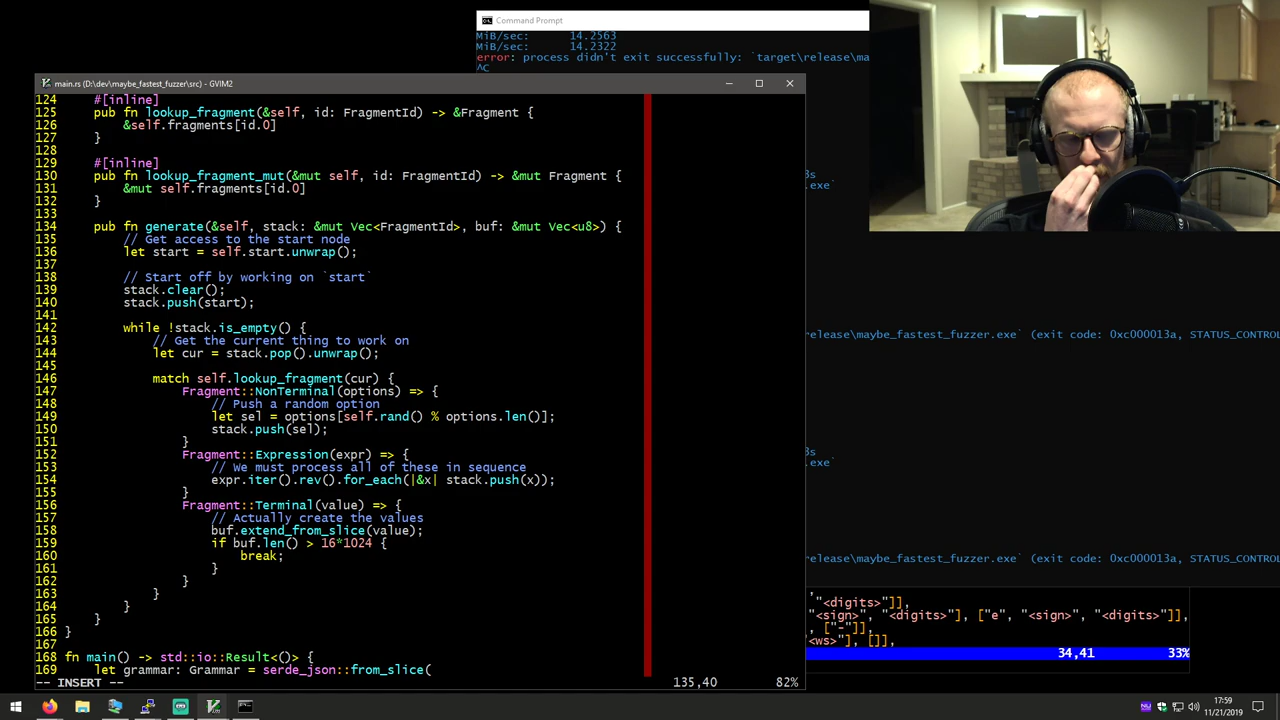 Command Prompt
MiB/sec: 14.2563
MiB/sec: 14.2322
error: process didn't exit successfully: `target\release\ma
^C
main.rs (D:\dev\maybe_fastest_fuzzer\src) - GVIM2
124 #[inline]
125 pub fn lookup_fragment(&self, id: FragmentId) -> &Fragment {
126 &self.fragments[id.0]
127 }
128
129 #[inline]
130 pub fn lookup_fragment_mut(&mut self, id: FragmentId) -> &mut Fragment {
131 &mut self.fragments[id.0]
132 }
133
134 pub fn generate(&self, stack: &mut Vec<FragmentId>, buf: &mut Vec<u8>) {
135 // Get access to the start node
136 let start = self.start.unwrap();
137
138 // Start off by working on `start`
139 stack.clear();
140 stack.push(start);
141
142 while !stack.is_empty() {
143 // Get the current thing to work on
144 let cur = stack.pop().unwrap();
145
146 match self.lookup_fragment(cur) {
147 Fragment::NonTerminal(options) => {
148 // Push a random option
149 let sel = options[self.rand() % options.len()];
150 stack.push(sel);
151 }
152 Fragment::Expression(expr) => {
153 // We must process all of these in sequence
154 expr.iter().rev().for_each(|&x| stack.push(x));
155 }
156 Fragment::Terminal(value) => {
157 // Actually create the values
158 buf.extend_from_slice(value);
159 if buf.len() > 16*1024 {
160 break;
161 }
162 }
163 }
164 }
165 }
166 }
167
168 fn main() -> std::io::Result<()> {
169 let grammar: Grammar = serde_json::from_slice(
-- INSERT -- 135,40 82%
3s
.exe`
release\maybe_fastest_fuzzer.exe` (exit code: 0xc000013a, STATUS_CONTROL
3s
.exe`
release\maybe_fastest_fuzzer.exe` (exit code: 0xc000013a, STATUS_CONTROL
"<digits>"]],
"<sign>", "<digits>"], ["e", "<sign>", "<digits>"]],
, ["-"]],
<ws>"], []],
34,41 33%
17:59
11/21/2019